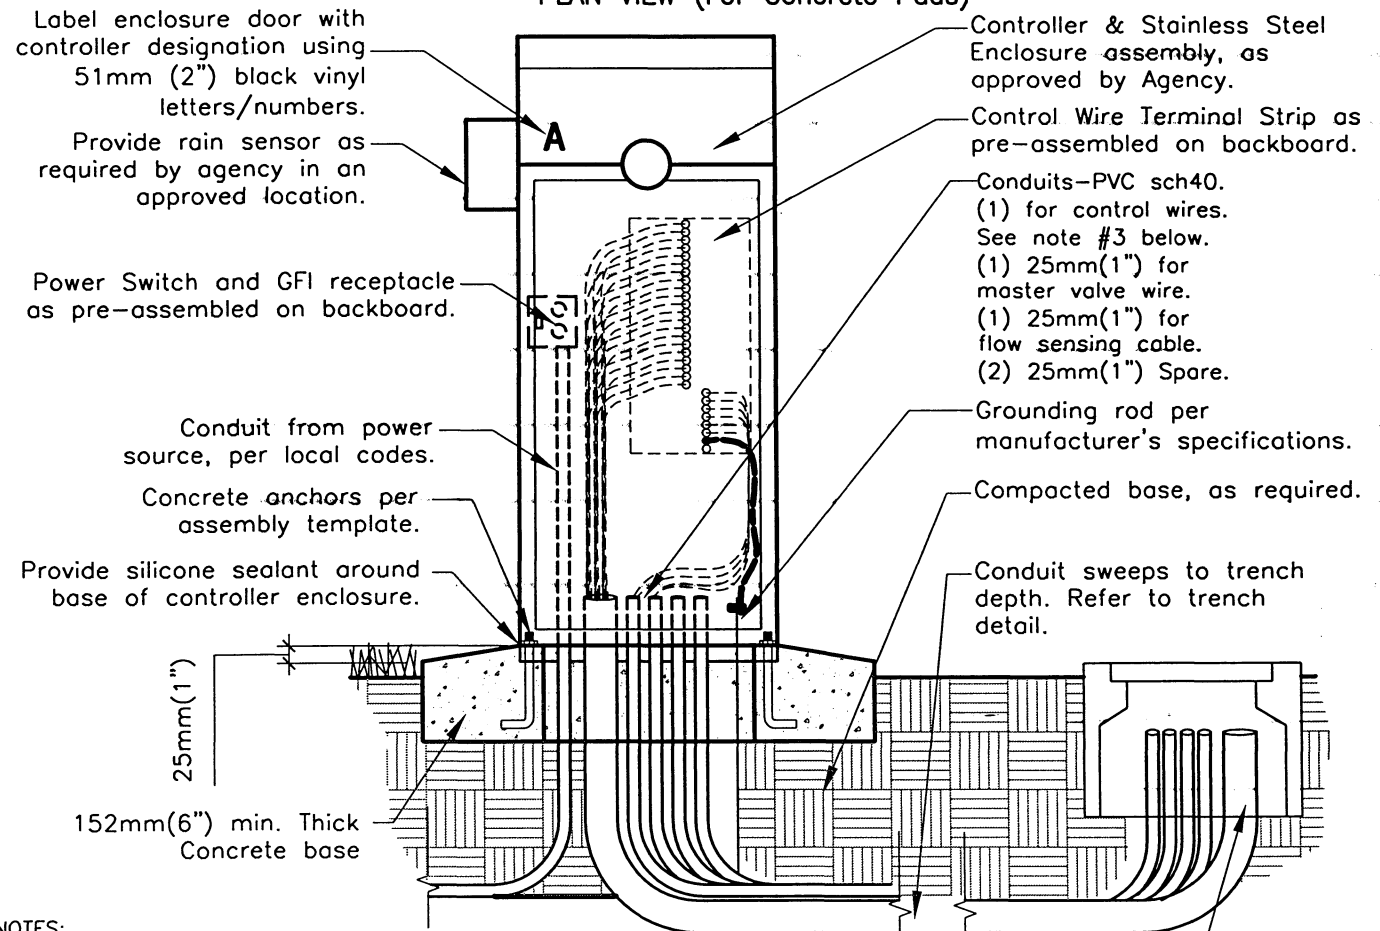 PLAN VIEW (For Concrete Pads)
Label enclosure door with
controller designation using
51mm (2") black vinyl
letters/numbers.
Provide rain sensor as
required by agency in an
approved location.
Power Switch and GFI receptacle
as pre-assembled on backboard.
Conduit from power
source, per local codes.
Concrete anchors per
assembly template.
Provide silicone sealant around
base of controller enclosure.
25mm(1")
152mm(6") min. Thick
Concrete base
NOTES:
A
Controller & Stainless Steel
Enclosure assembly, as
approved by Agency.
Control Wire Terminal Strip as
pre-assembled on backboard.
Conduits-PVC sch40.
(1) for control wires.
See note #3 below.
(1) 25mm(1") for
master valve wire.
(1) 25mm(1") for
flow sensing cable.
(2) 25mm(1") Spare.
Grounding rod per
manufacturer's specifications.
Compacted base, as required.
Conduit sweeps to trench
depth. Refer to trench
detail.